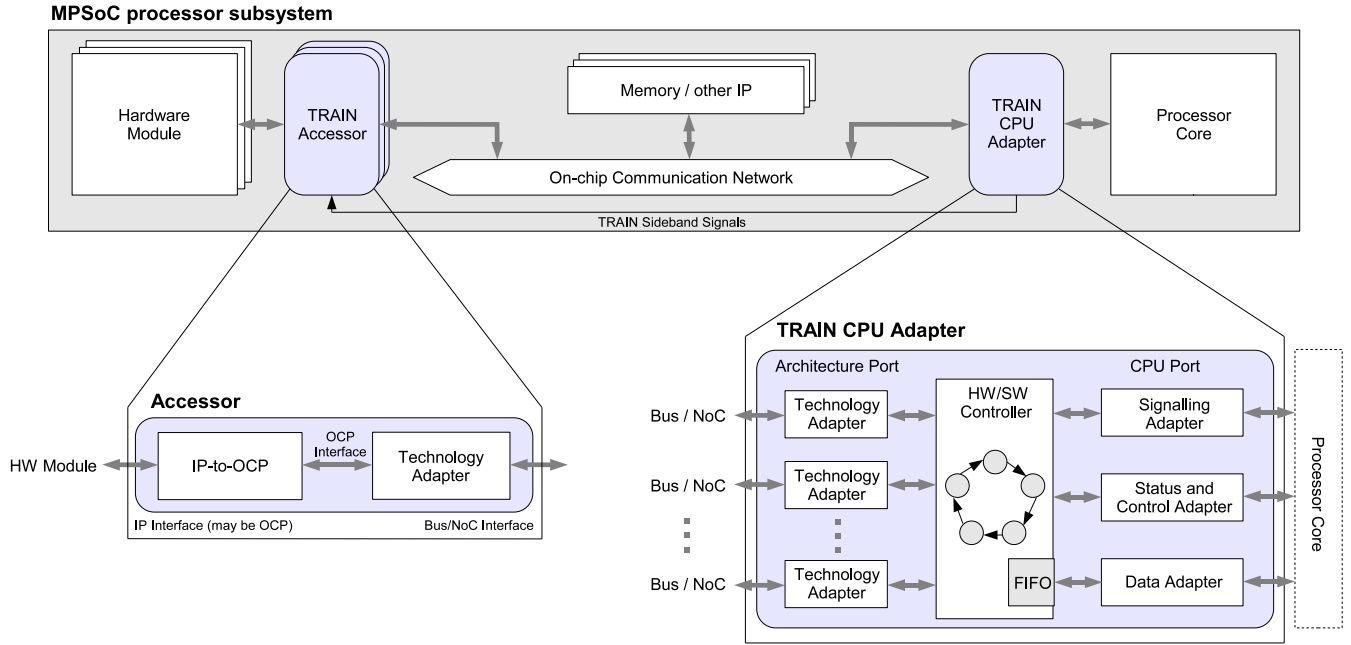 MPSoC processor subsystem
Hardware
Module
TRAIN
Accessor
Memory / other IP
TRAIN
CPU
Adapter
Processor
Core
On-chip Communication Network
TRAIN Sideband Signals
Accessor
HW Module
IP-to-OCP
OCP
Interface
Technology
Adapter
IP Interface (may be OCP)
Bus/NoC Interface
TRAIN CPU Adapter
Architecture Port
CPU Port
Bus / NoC
Technology
Adapter
HW/SW
Controller
Signalling
Adapter
Bus / NoC
Technology
Adapter
Status and
Control Adapter
Bus / NoC
Technology
Adapter
FIFO
Data Adapter
Processor Core